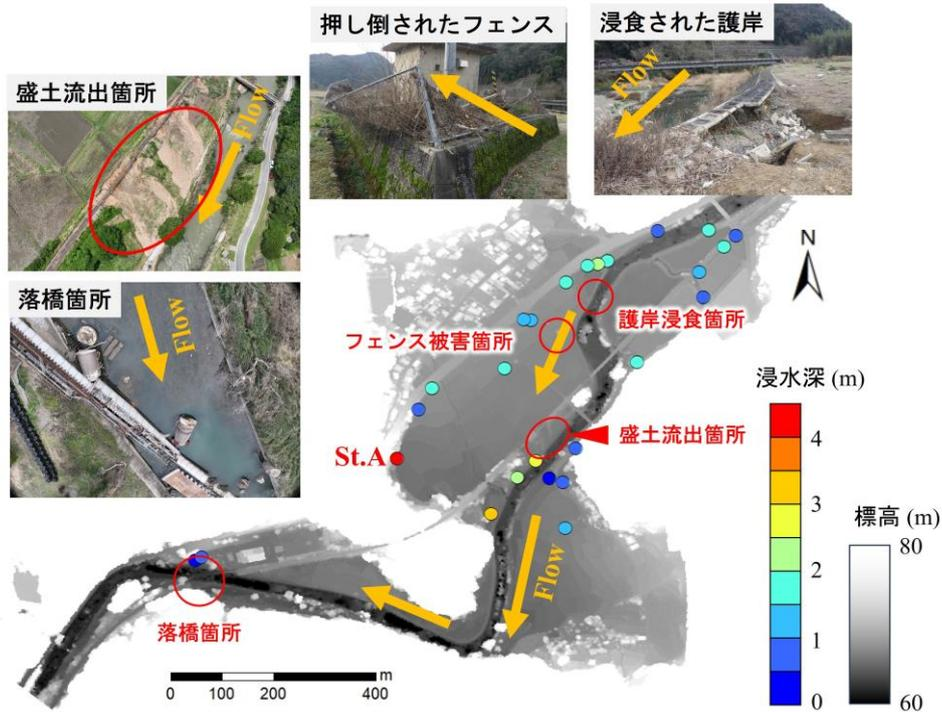 押し倒されたフェンス
浸食された護岸
盛土流出箇所
Flow
Flow
落橋箇所
Flow
N
護岸浸食箇所
フェンス被害箇所
浸水深 (m)
盛土流出箇所
St.A
4
3
2
1
0
標高 (m)
80
60
Flow
落橋箇所
m
0 100 200 400